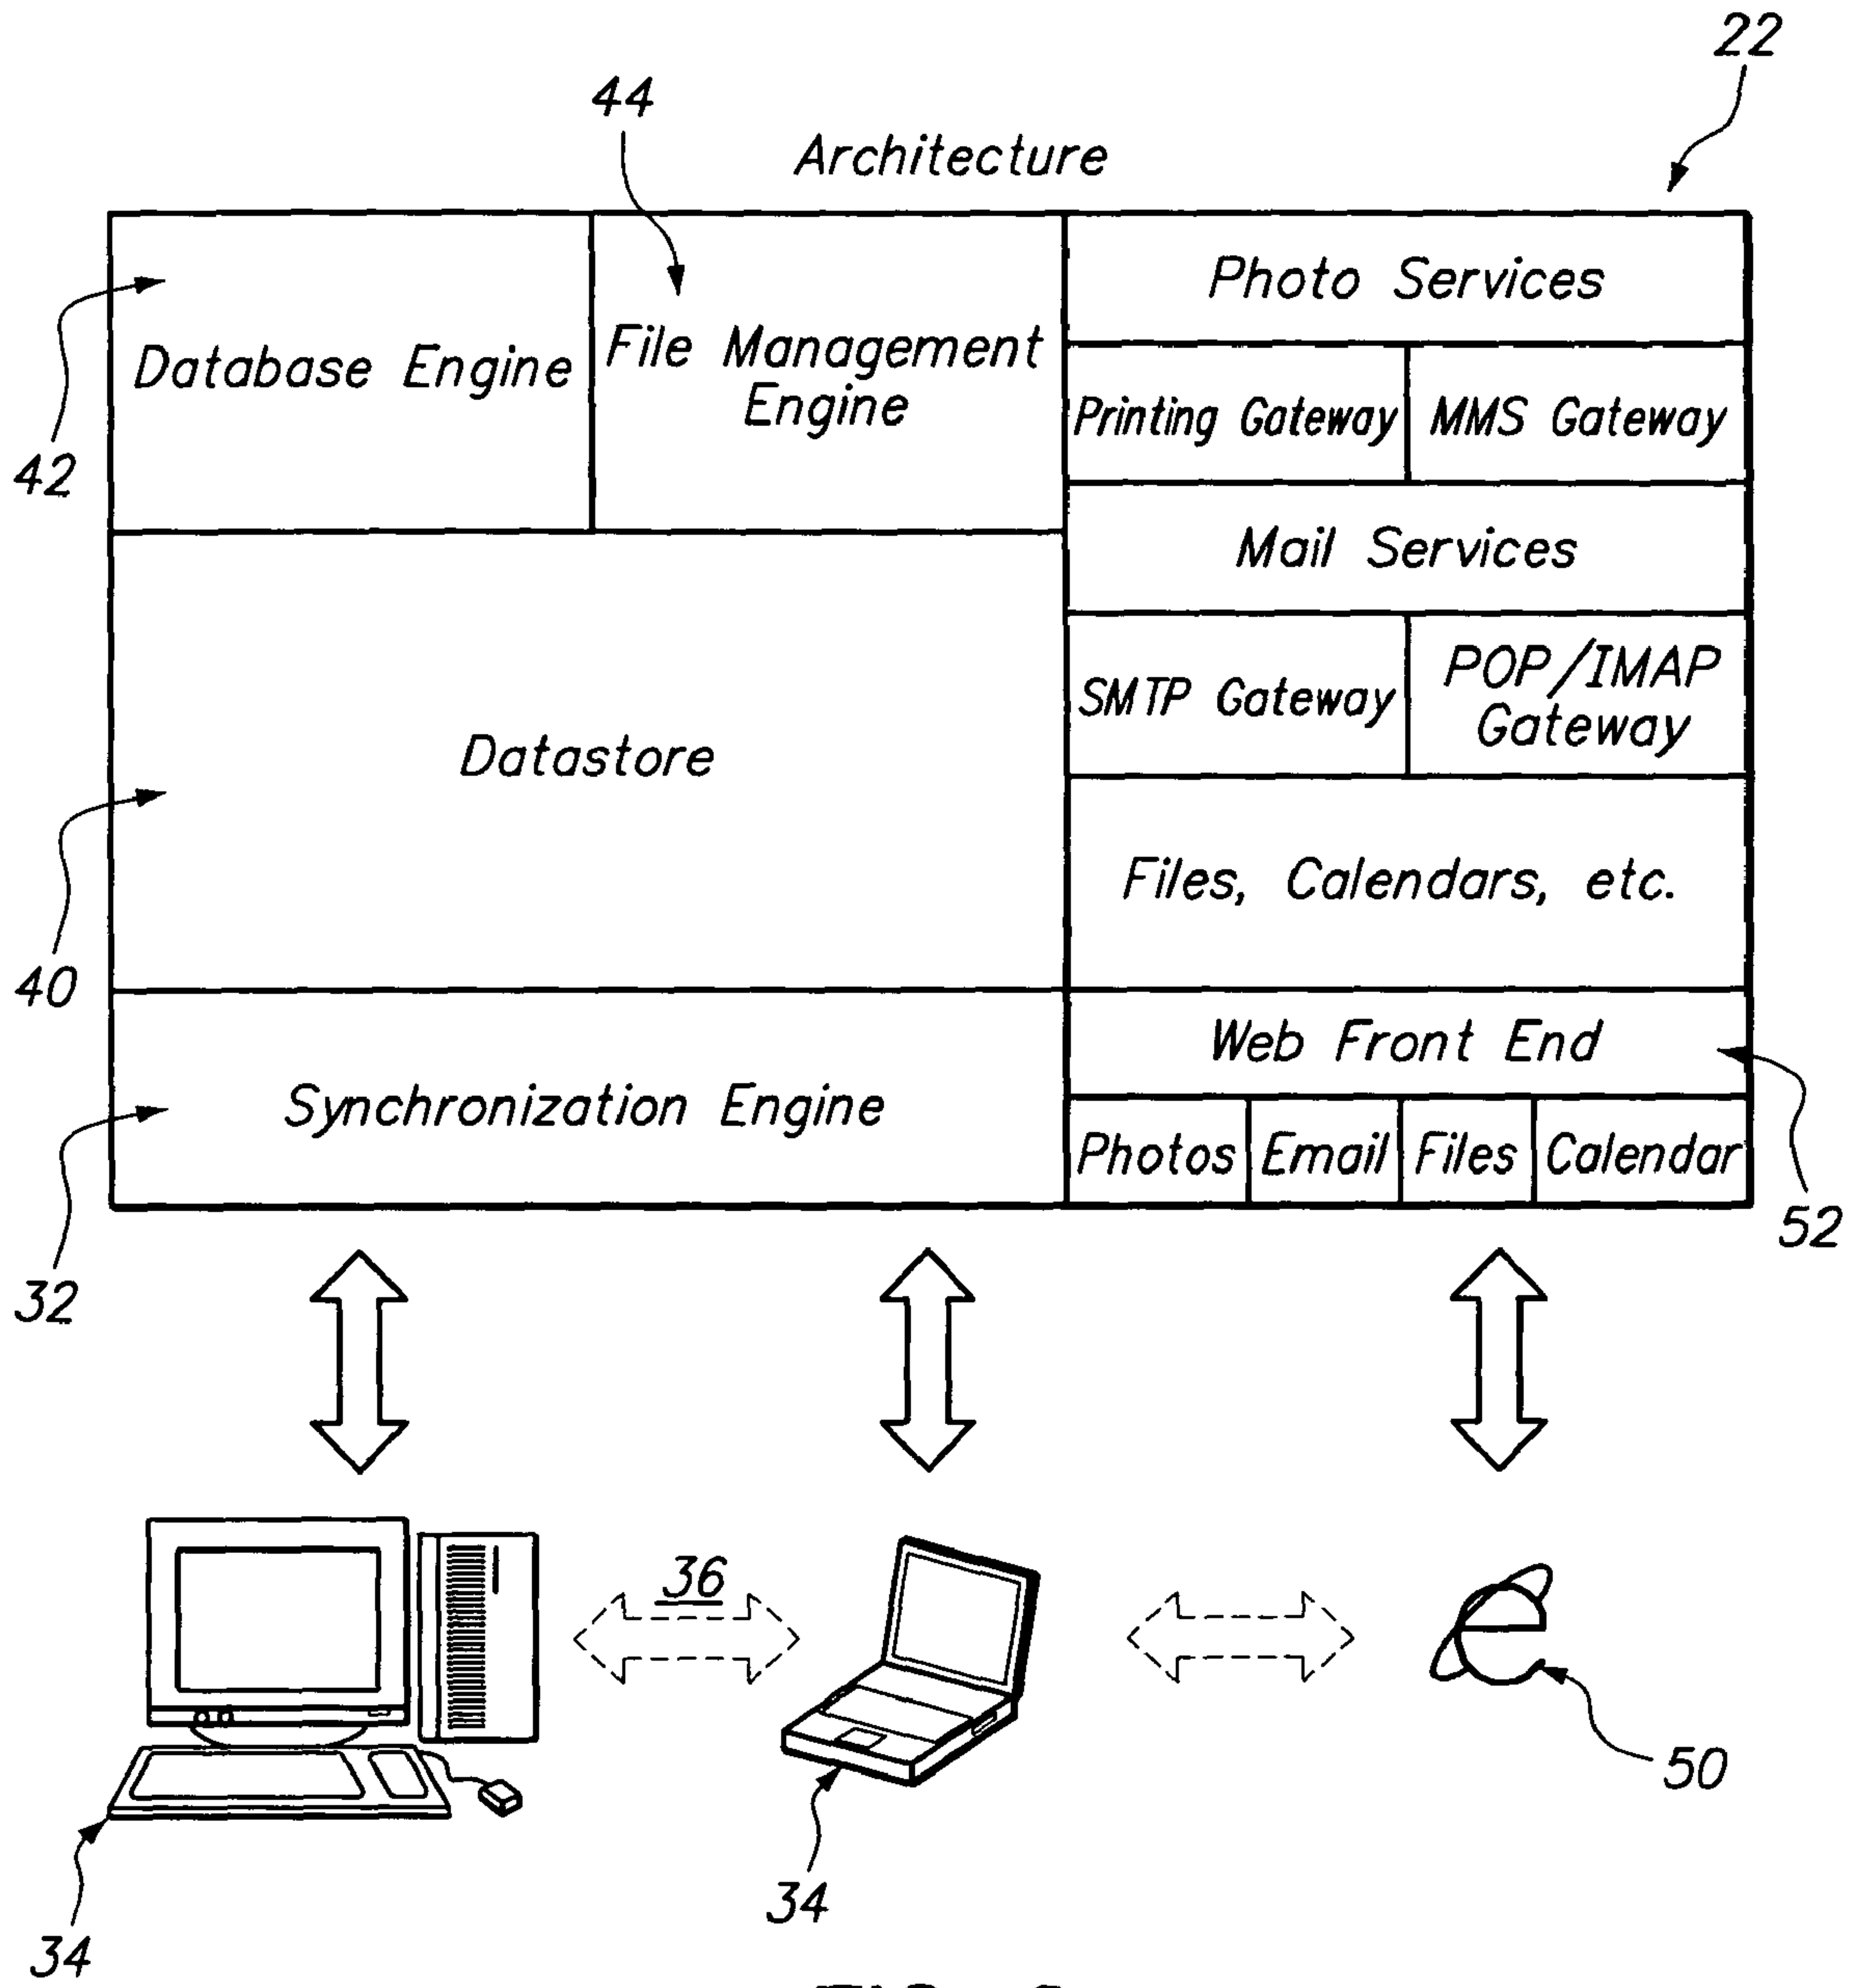 22
44
Architecture
Photo Services
Database Engine
File Management
Engine
Printing Gateway
MMS Gateway
42
Mail Services
SMTP Gateway
POP/IMAP
Gateway
Datastore
Files, Calendars, etc.
40
Web Front End
Synchronization Engine
Photos
Email
Files
Calendar
52
32
36
50
34
34